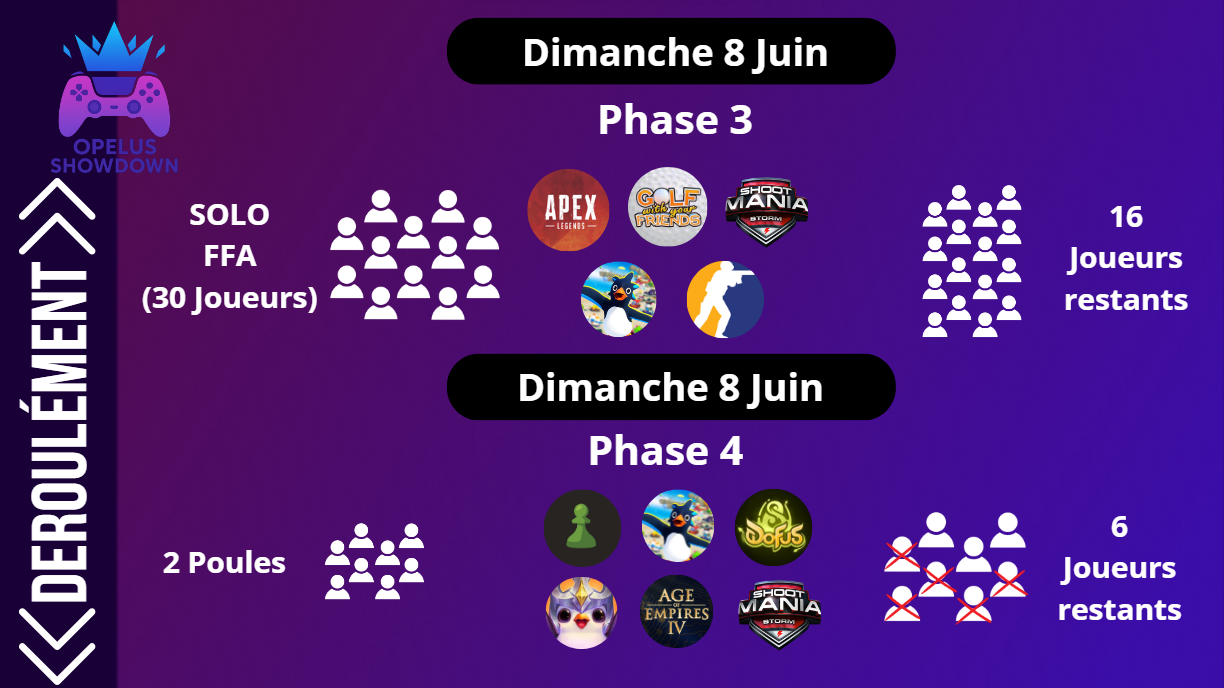 OPELUS
SHOWDOWN
DEROULÉMENT
Dimanche 8 Juin
Phase 3
SOLO
FFA
(30 Joueurs)
APEX
LEGENDS
GOLF
with your
FRIENDS
SHOOT
MANIA
STORM
16
Joueurs
restants
Dimanche 8 Juin
Phase 4
2 Poules
DOFUS
AGE
OF
EMPIRES
IV
SHOOT
MANIA
STORM
6
Joueurs
restants